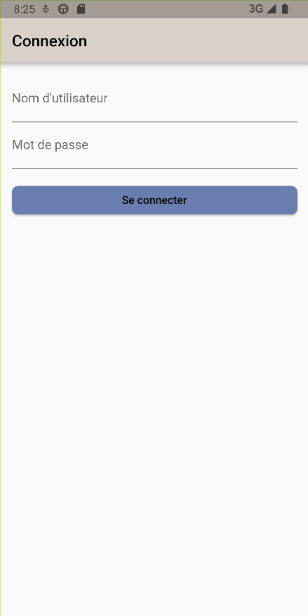 8:25 3G
Connexion
Nom d'utilisateur
Mot de passe
Se connecter